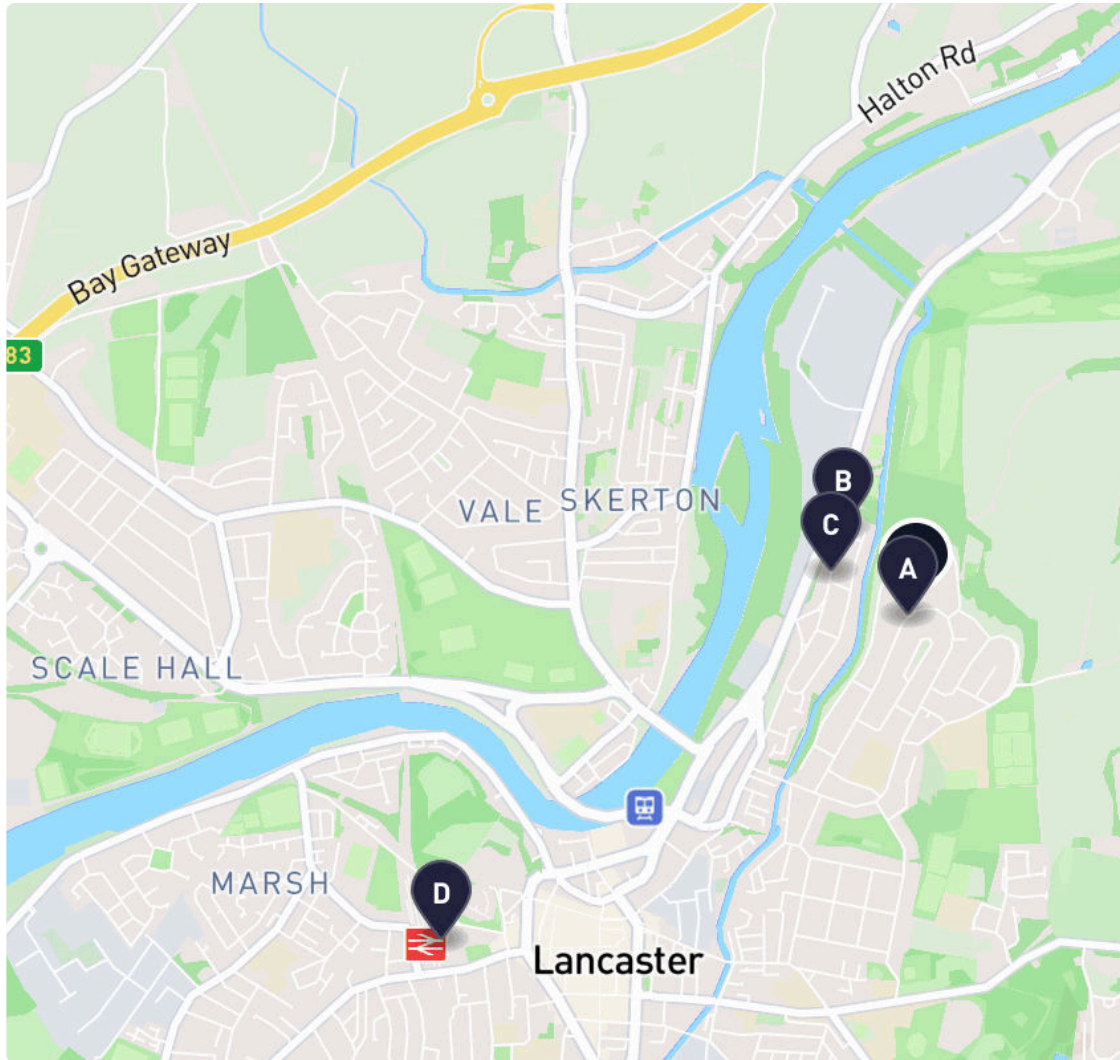 Halton Rd
Bay Gateway
83
B
VALE
SKERTON
C
A
SCALE HALL
MARSH
D
Lancaster